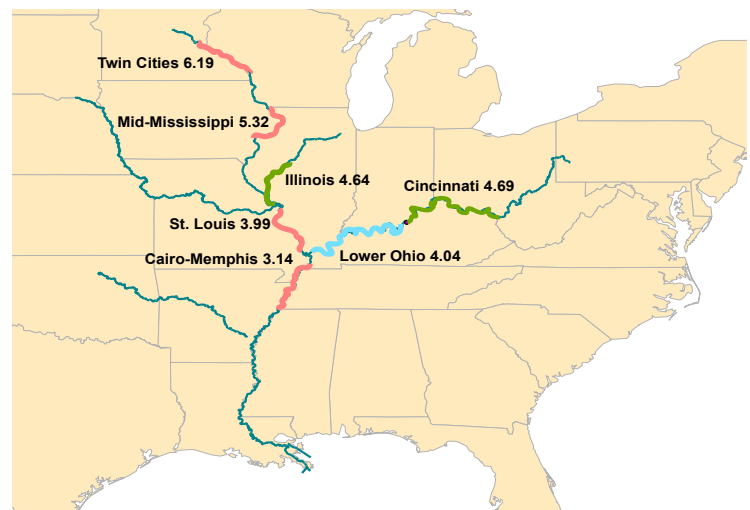 Twin Cities 6.19
Mid-Mississippi 5.32
Illinois 4.64
Cincinnati 4.69
St. Louis 3.99
Cairo-Memphis 3.14
Lower Ohio 4.04